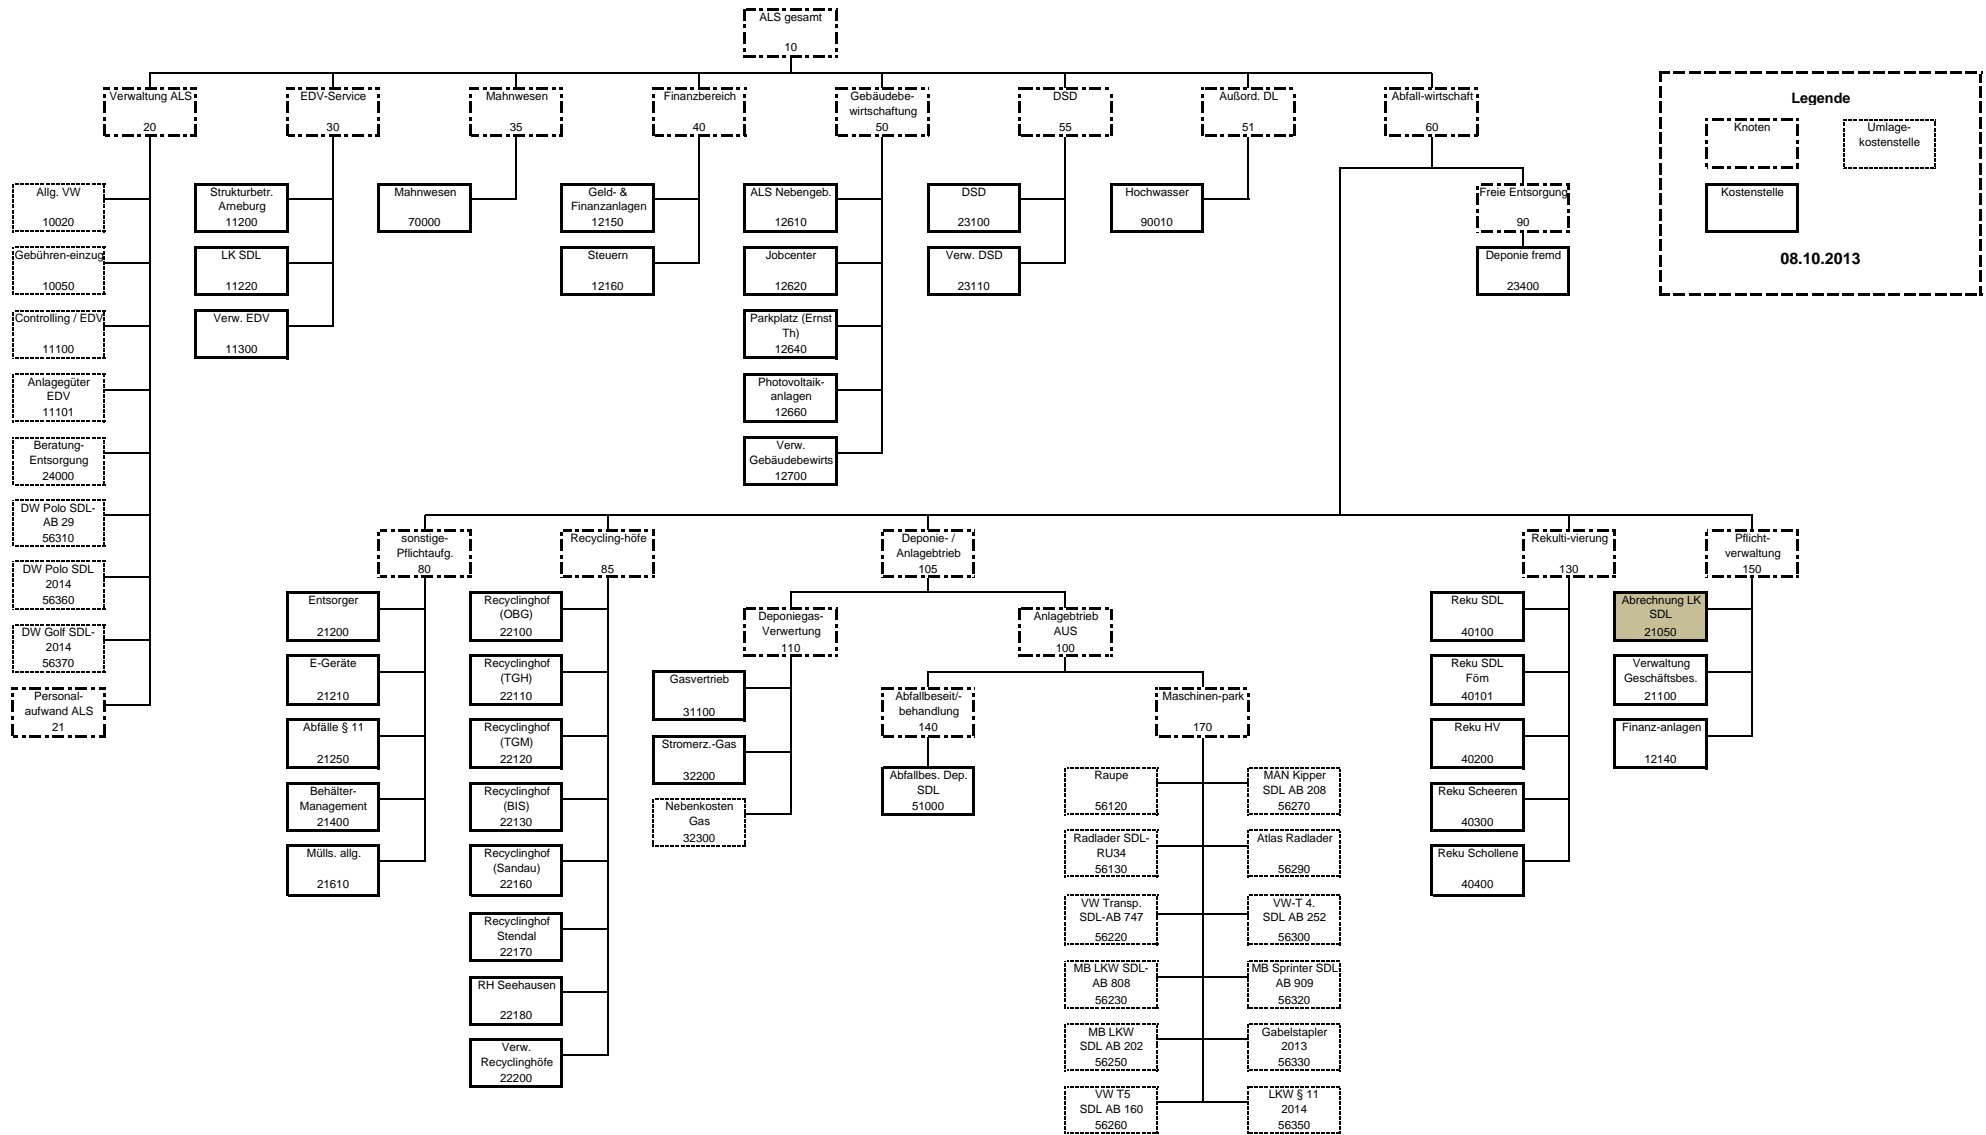 ALS gesamt
10
Verwaltung ALS
20
EDV-Service
30
Mahnwesen
35
Finanzbereich
40
Gebäudebe-
wirtschaftung
50
DSD
55
Außord. DL
51
Abfall-wirtschaft
60
Legende
Knoten
Umlage-
kostenstelle
Kostenstelle
08.10.2013
Allg. VW
10020
Gebühren-einzug
10050
Controlling / EDV
11100
Anlagegüter
EDV
11101
Beratung-
Entsorgung
24000
DW Polo SDL-
AB 29
56310
DW Polo SDL
2014
56360
DW Golf SDL-
2014
56370
Personal-
aufwand ALS
21
Strukturbetr.
Arneburg
11200
LK SDL
11220
Verw. EDV
11300
Mahnwesen
70000
Geld- &
Finanzanlagen
12150
Steuern
12160
ALS Nebengeb.
12610
Jobcenter
12620
Parkplatz (Ernst
Th)
12640
Photovoltaik-
anlagen
12660
Verw.
Gebäudebewirts
12700
DSD
23100
Verw. DSD
23110
Hochwasser
90010
Freie Entsorgung
90
Deponie fremd
23400
sonstige-
Pflichtaufg.
80
Recycling-höfe
85
Deponie- /
Anlagebtrieb
105
Rekulti-vierung
130
Pflicht-
verwaltung
150
Entsorger
21200
E-Geräte
21210
Abfälle § 11
21250
Behälter-
Management
21400
Mülls. allg.
21610
Recyclinghof
(OBG)
22100
Recyclinghof
(TGH)
22110
Recyclinghof
(TGM)
22120
Recyclinghof
(BIS)
22130
Recyclinghof
(Sandau)
22160
Recyclinghof
Stendal
22170
RH Seehausen
22180
Verw.
Recyclinghöfe
22200
Deponiegas-
Verwertung
110
Gasvertrieb
31100
Stromerz.-Gas
32200
Nebenkosten
Gas
32300
Anlagebtrieb
AUS
100
Abfallbeseit/-
behandlung
140
Abfallbes. Dep.
SDL
51000
Maschinen-park
170
Raupe
56120
Radlader SDL-
RU34
56130
VW Transp.
SDL-AB 747
56220
MB LKW SDL-
AB 808
56230
MB LKW
SDL AB 202
56250
VW T5
SDL AB 160
56260
MAN Kipper
SDL AB 208
56270
Atlas Radlader
56290
VW-T 4.
SDL AB 252
56300
MB Sprinter SDL
AB 909
56320
Gabelstapler
2013
56330
LKW § 11
2014
56350
Reku SDL
40100
Reku SDL
Föm
40101
Reku HV
40200
Reku Scheeren
40300
Reku Schollene
40400
Abrechnung LK
SDL
21050
Verwaltung
Geschäftsbes.
21100
Finanz-anlagen
12140